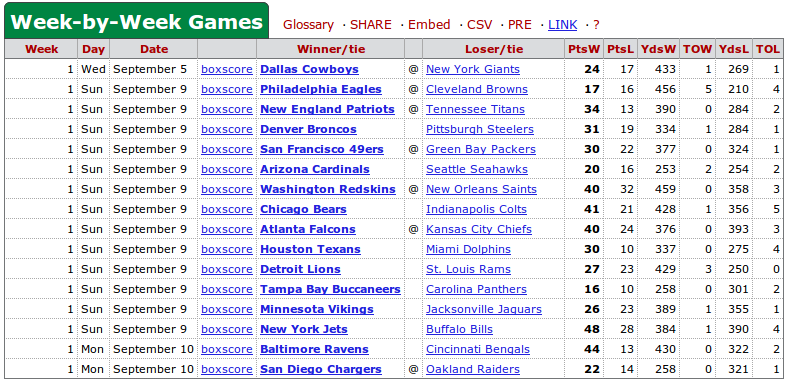 Week-by-Week Games Glossary · SHARE · Embed · CSV · PRE · LINK · ?
Week Day Date Winner/tie Loser/tie PtsW PtsL YdsW TOW YdsL TOL
1 Wed September 5 boxscore Dallas Cowboys @ New York Giants 24 17 433 1 269 1
1 Sun September 9 boxscore Philadelphia Eagles @ Cleveland Browns 17 16 456 5 210 4
1 Sun September 9 boxscore New England Patriots @ Tennessee Titans 34 13 390 0 284 2
1 Sun September 9 boxscore Denver Broncos Pittsburgh Steelers 31 19 334 1 284 1
1 Sun September 9 boxscore San Francisco 49ers @ Green Bay Packers 30 22 377 0 324 1
1 Sun September 9 boxscore Arizona Cardinals Seattle Seahawks 20 16 253 2 254 2
1 Sun September 9 boxscore Washington Redskins @ New Orleans Saints 40 32 459 0 358 3
1 Sun September 9 boxscore Chicago Bears Indianapolis Colts 41 21 428 1 356 5
1 Sun September 9 boxscore Atlanta Falcons @ Kansas City Chiefs 40 24 376 0 393 3
1 Sun September 9 boxscore Houston Texans Miami Dolphins 30 10 337 0 275 4
1 Sun September 9 boxscore Detroit Lions St. Louis Rams 27 23 429 3 250 0
1 Sun September 9 boxscore Tampa Bay Buccaneers Carolina Panthers 16 10 258 0 301 2
1 Sun September 9 boxscore Minnesota Vikings Jacksonville Jaguars 26 23 389 1 355 1
1 Sun September 9 boxscore New York Jets Buffalo Bills 48 28 384 1 390 4
1 Mon September 10 boxscore Baltimore Ravens Cincinnati Bengals 44 13 430 0 322 2
1 Mon September 10 boxscore San Diego Chargers @ Oakland Raiders 22 14 258 0 321 1